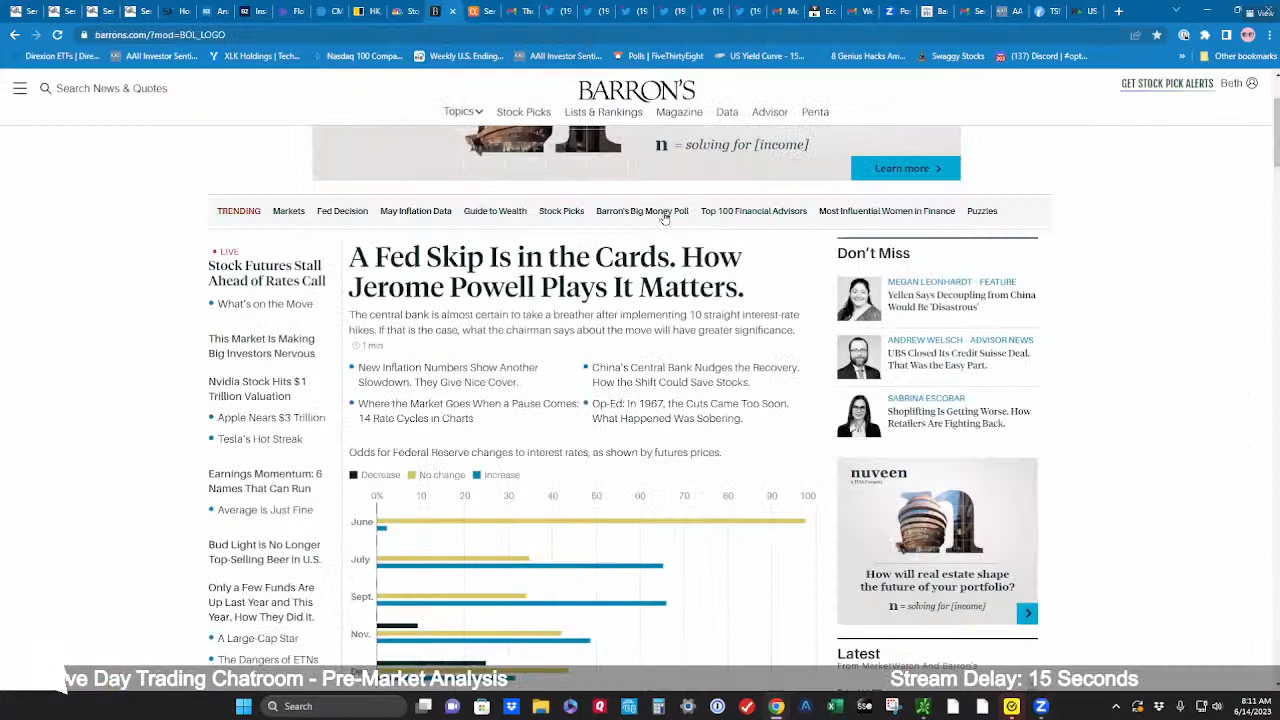 barrons.com/?mod=BOL_LOGO
Direxion ETFs | Dire...
AAII Investor Senti...
XLK Holdings | Tech...
Nasdaq 100 Compa...
Weekly U.S. Ending...
AAII Investor Senti...
Polls | FiveThirtyEight
US Yield Curve - 15...
8 Genius Hacks Am...
Swaggy Stocks
(137) Discord | #opt...
Other bookmarks
View
Search News & Quotes
BARRON'S
GET STOCK PICK ALERTS
Beth
Topics
Stock Picks
Lists & Rankings
Magazine
Data
Advisor
Penta
n = solving for [income]
Learn more
TRENDING
Markets
Fed Decision
May Inflation Data
Guide to Wealth
Stock Picks
Barron's Big Money Poll
Top 100 Financial Advisors
Most Influential Women in Finance
Puzzles
LIVE
Stock Futures Stall
Ahead of Rates Call
What's on the Move
This Market Is Making
Big Investors Nervous
Nvidia Stock Hits $1
Trillion Valuation
Apple Nears $3 Trillion
Tesla's Hot Streak
Earnings Momentum: 6
Names That Can Run
Average is Just Fine
Bud Light is No Longer
Top-Selling Beer in U.S.
Only a Few Funds Are
Up Last Year and This
Year. How They Did It.
A Large-Cap Star
The Dangers of ETNs
A Fed Skip Is in the Cards. How
Jerome Powell Plays It Matters.
The central bank is almost certain to take a breather after implementing 10 straight interest-rate
hikes. If that is the case, what the chairman says about the move will have greater significance.
1 min
New Inflation Numbers Show Another
Slowdown. They Give Nice Cover.
Where the Market Goes When a Pause Comes:
14 Rate Cycles in Charts
China's Central Bank Nudges the Recovery.
How the Shift Could Save Stocks.
Op-Ed: In 1967, the Cuts Came Too Soon.
What Happened Was Sobering.
Odds for Federal Reserve changes to interest rates, as shown by futures prices.
Decrease No change Increase
0% 10 20 30 40 50 60 70 80 90 100
June
July
Sept.
Nov.
Don't Miss
MEGAN LEONHARDT | FEATURE
Yellen Says Decoupling from China
Would Be 'Disastrous'
ANDREW WELSCH | ADVISOR NEWS
UBS Closed Its Credit Suisse Deal.
That Was the Easy Part.
SABRINA ESCOBAR
Shoplifting Is Getting Worse. How
Retailers Are Fighting Back.
nuveen
How will real estate shape
the future of your portfolio?
n = solving for [income]
Latest
From MarketWatch And Barron's
ve Day Trading Chatroom - Pre-Market Analysis
Stream Delay: 15 Seconds
Search
8:11 AM
6/14/2023